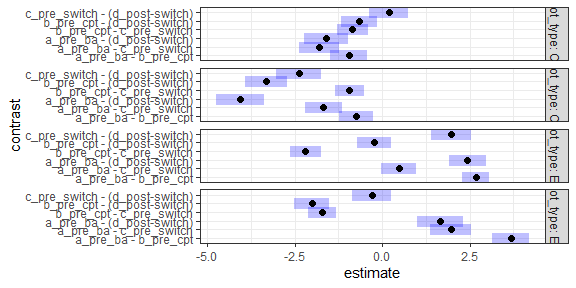 contrast
c_pre_switch - (d_post-switch)
b_pre_cpt - (d_post-switch)
b_pre_cpt - c_pre_switch
a_pre_ba - (d_post-switch)
a_pre_ba - c_pre_switch
a_pre_ba - b_pre_cpt
ot_type: C
c_pre_switch - (d_post-switch)
b_pre_cpt - (d_post-switch)
b_pre_cpt - c_pre_switch
a_pre_ba - (d_post-switch)
a_pre_ba - c_pre_switch
a_pre_ba - b_pre_cpt
ot_type: C
c_pre_switch - (d_post-switch)
b_pre_cpt - (d_post-switch)
b_pre_cpt - c_pre_switch
a_pre_ba - (d_post-switch)
a_pre_ba - c_pre_switch
a_pre_ba - b_pre_cpt
ot_type: E
c_pre_switch - (d_post-switch)
b_pre_cpt - (d_post-switch)
b_pre_cpt - c_pre_switch
a_pre_ba - (d_post-switch)
a_pre_ba - c_pre_switch
a_pre_ba - b_pre_cpt
ot_type: E
-5.0 -2.5 0.0 2.5
estimate